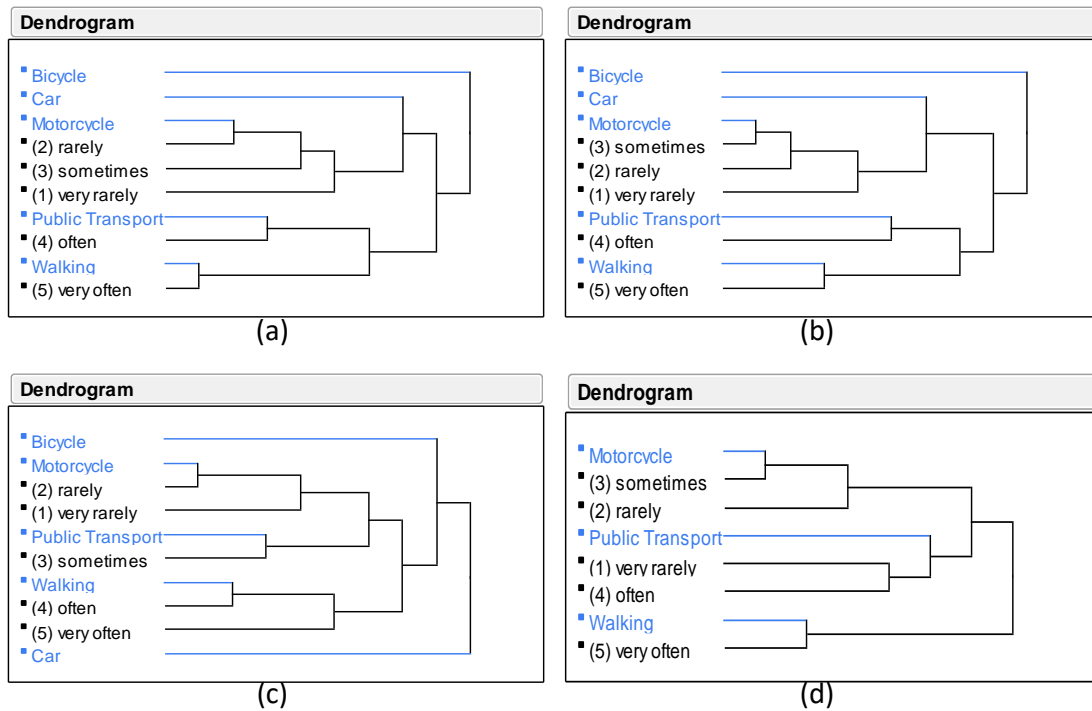 Dendrogram
Bicycle
Car
Motorcycle
(2) rarely
(3) sometimes
(1) very rarely
Public Transport
(4) often
Walking
(5) very often
(a)
Dendrogram
Bicycle
Car
Motorcycle
(3) sometimes
(2) rarely
(1) very rarely
Public Transport
(4) often
Walking
(5) very often
(b)
Dendrogram
Bicycle
Motorcycle
(2) rarely
(1) very rarely
Public Transport
(3) sometimes
Walking
(4) often
(5) very often
Car
(c)
Dendrogram
Motorcycle
(3) sometimes
(2) rarely
Public Transport
(1) very rarely
(4) often
Walking
(5) very often
(d)